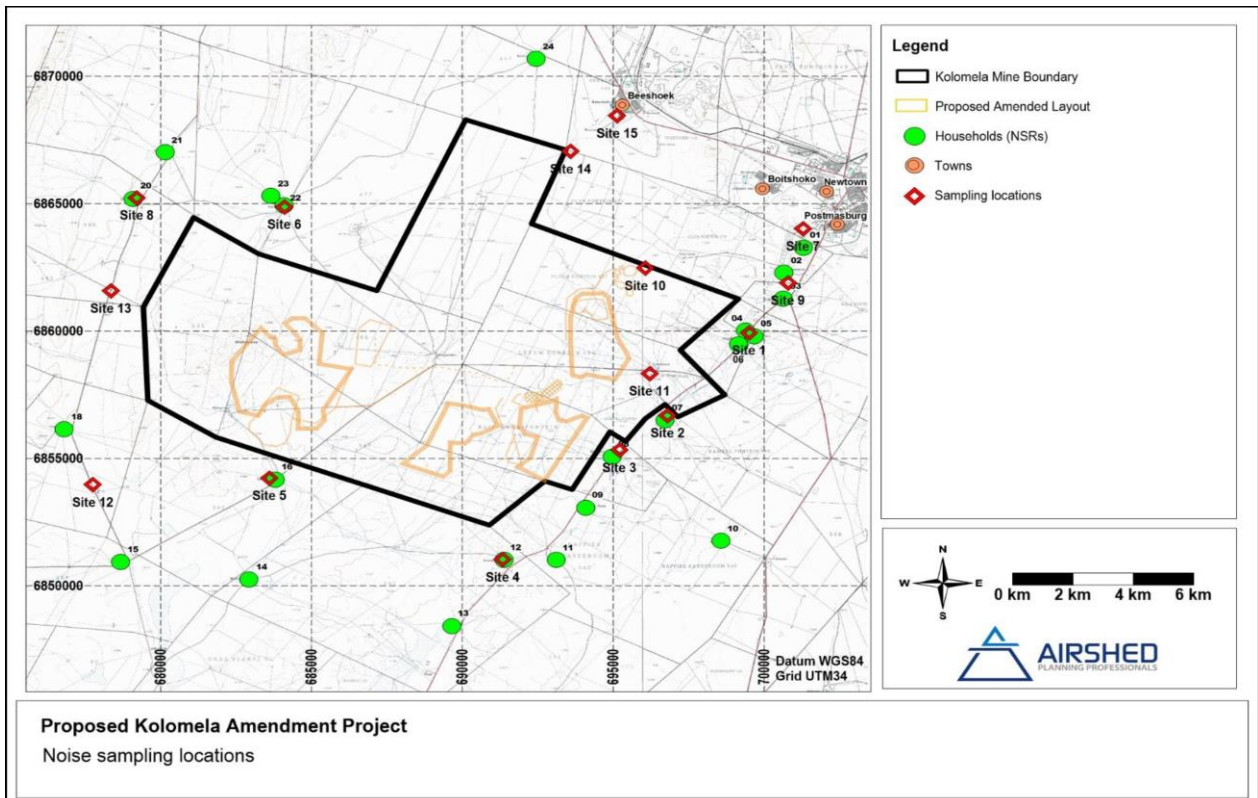 24
6870000
Beeshoek
Site 15
21
Site 14
23
20
22
Boitshoko
Newtown
6865000
Site 8
Site 6
Postmasburg
01
Site 7
02
Site 10
03
Site 13
Site 9
04
05
6860000
Site 1
06
Site 11
07
18
Site 2
6855000
Site 3
16
Site 5
Site 12
09
10
12
11
15
Site 4
14
6850000
13
680000
685000
690000
695000
700000
Datum WGS84
Grid UTM34
Legend
Kolomela Mine Boundary
Proposed Amended Layout
Households (NSRs)
Towns
Sampling locations
N
W E
S
0 km 2 km 4 km 6 km
AIRSHED
PLANNING PROFESSIONALS
Proposed Kolomela Amendment Project
Noise sampling locations